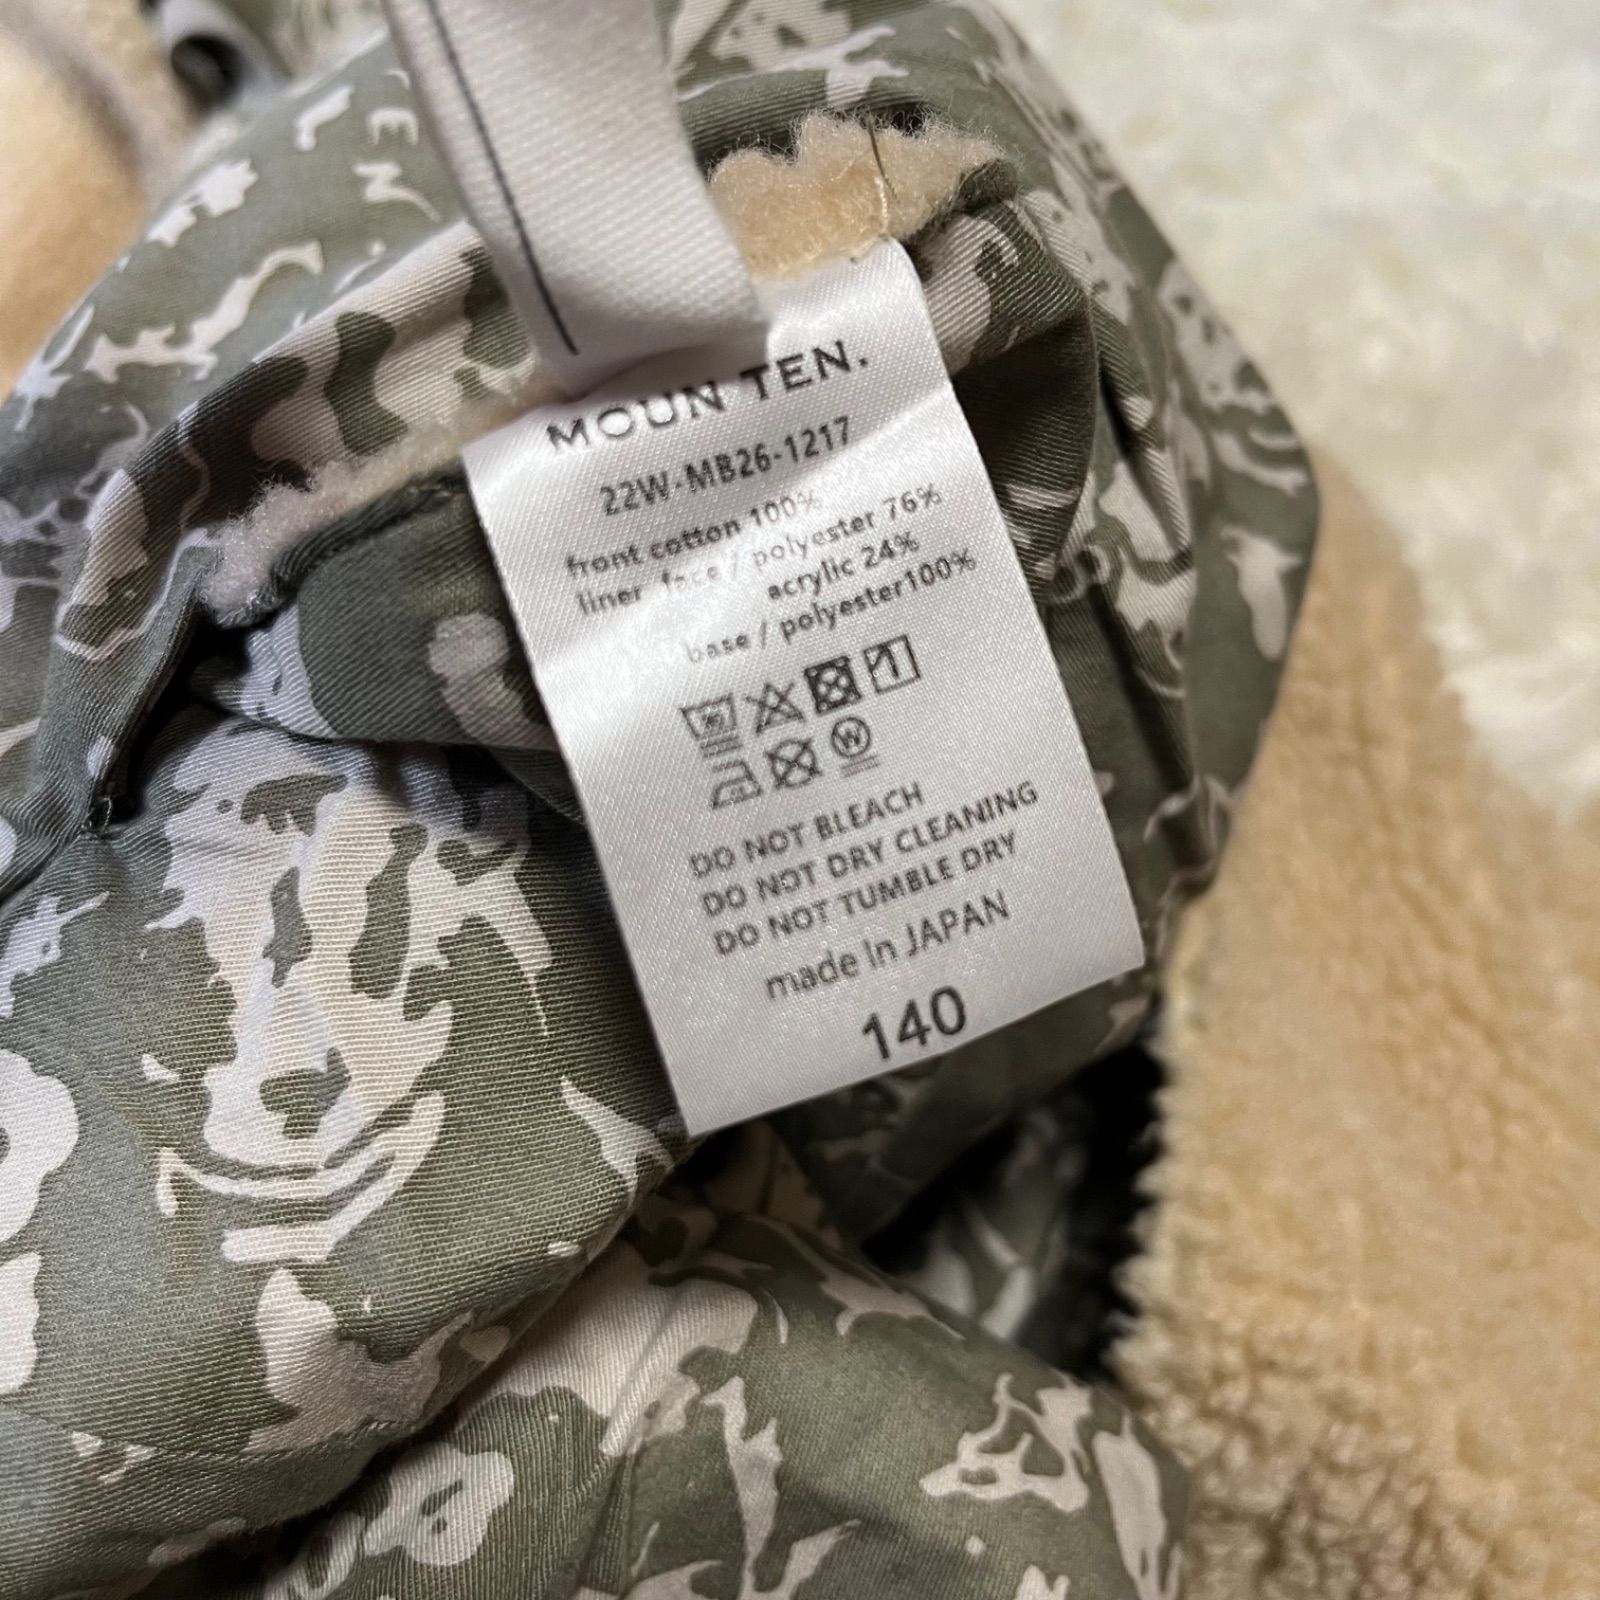 MOUN TEN.
22W-MB26-1217
front cotton 100%
liner face / polyester 76%
acrylic 24%
base / polyester100%
W
DO NOT BLEACH
DO NOT DRY CLEANING
DO NOT TUMBLE DRY
made in JAPAN
140